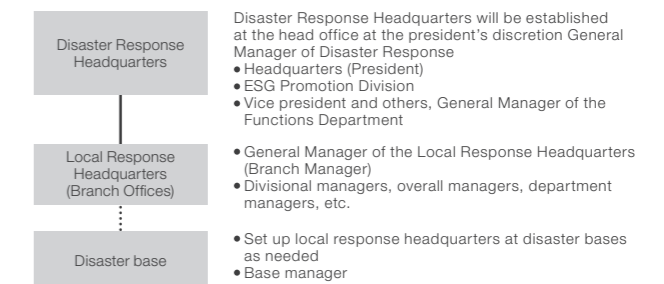 Disaster Response
Headquarters
Disaster Response Headquarters will be established
at the head office at the president's discretion General
Manager of Disaster Response
● Headquarters (President)
● ESG Promotion Division
● Vice president and others, General Manager of the
Functions Department
Local Response
Headquarters
(Branch Offices)
● General Manager of the Local Response Headquarters
(Branch Manager)
● Divisional managers, overall managers, department
managers, etc.
Disaster base
● Set up local response headquarters at disaster bases
as needed
● Base manager